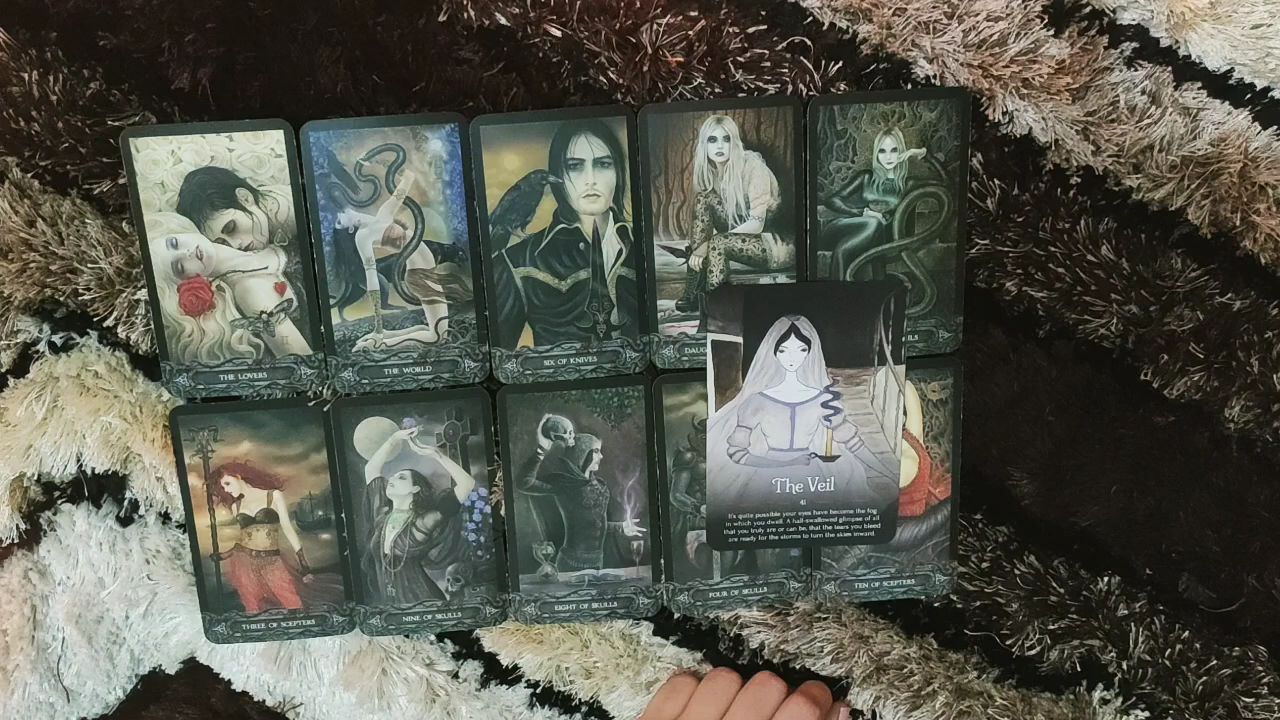 THE LOVERS
THE WORLD
SIX OF KNIVES
THREE OF SCEPTERS
NINE OF SKULLS
EIGHT OF SKULLS
FOUR OF SKULLS
TEN OF SCEPTERS
The Veil
41
It's quite possible your eyes have become the fog
in which you dwell. A half-swallowed glimpse of all
that you truly are or can be, that the tears you bleed
are ready for the storms to turn the skies inward.